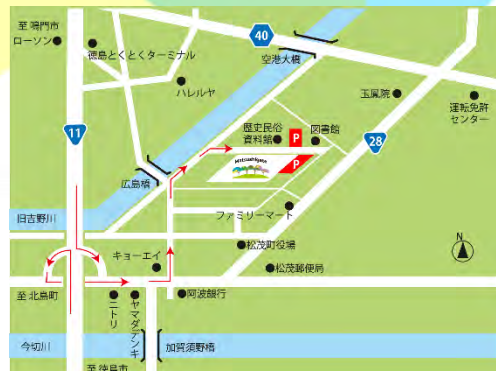 至 鳴門市
ローソン
徳島とくとくターミナル
40
空港大橋
ハレルヤ
玉鳳院
運転免許
センター
11
歴史民俗
資料館
P
図書館
28
P
広島橋
旧吉野川
ファミリーマート
N
松茂町役場
キョーエイ
松茂郵便局
至 北島町
ニトリ
ヤマダデンキ
阿波銀行
今切川
加賀須野橋
至 徳島市